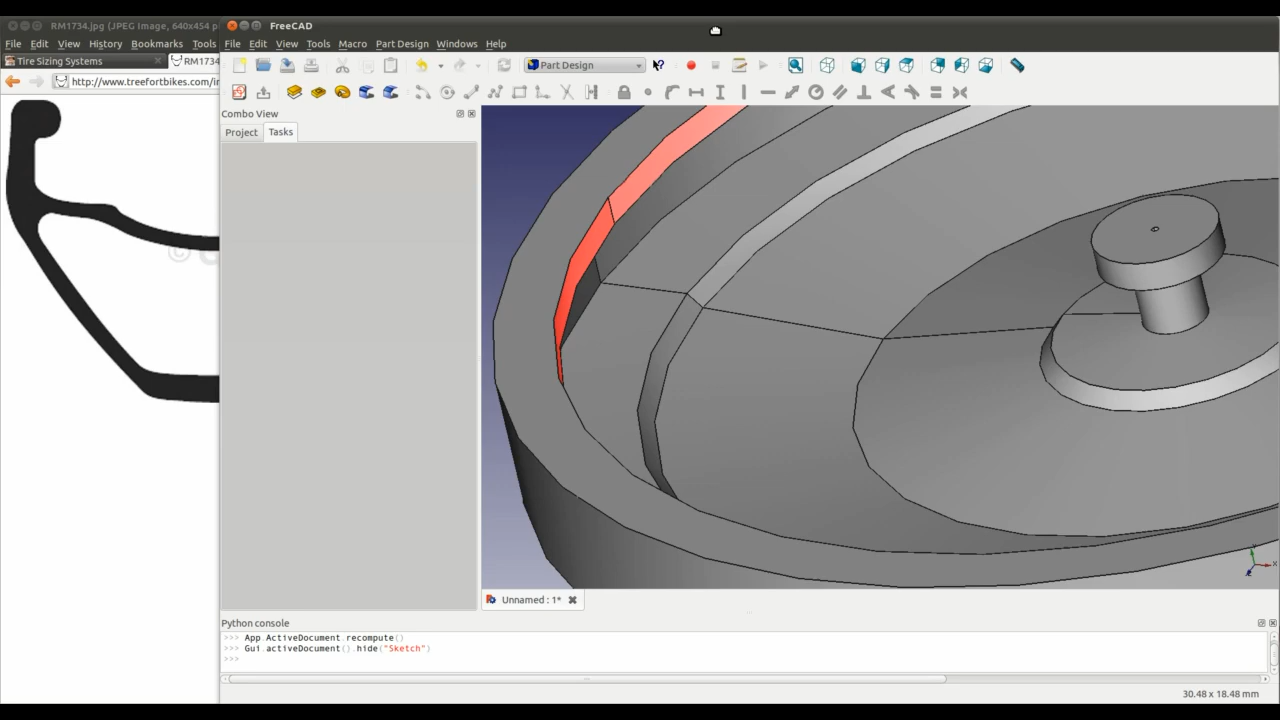 RM1734.jpg (JPEG Image, 640x454 p
FreeCAD
File Edit View History Bookmarks Tools
File Edit View Tools Macro Part Design Windows Help
Tire Sizing Systems
RM1734
Part Design
http://www.treefortbikes.com/ir
Combo View
Project Tasks
©
Unnamed : 1*
Python console
>>> App.ActiveDocument.recompute()
>>> Gui.activeDocument().hide("Sketch")
>>>
30.48 x 18.48 mm